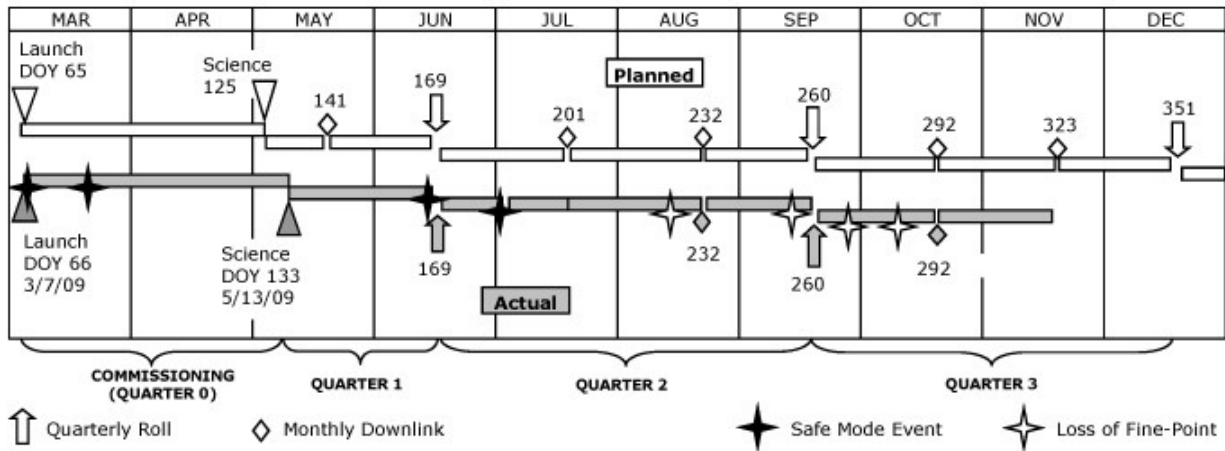 MAR APR MAY JUN JUL AUG SEP OCT NOV DEC
Launch
DOY 65
Science
125
141
169
Planned
201
232
260
292
323
351
Launch
DOY 66
3/7/09
Science
DOY 133
5/13/09
169
Actual
232
260
292
COMMISSIONING
(QUARTER 0)
QUARTER 1
QUARTER 2
QUARTER 3
Quarterly Roll
Monthly Downlink
Safe Mode Event
Loss of Fine-Point